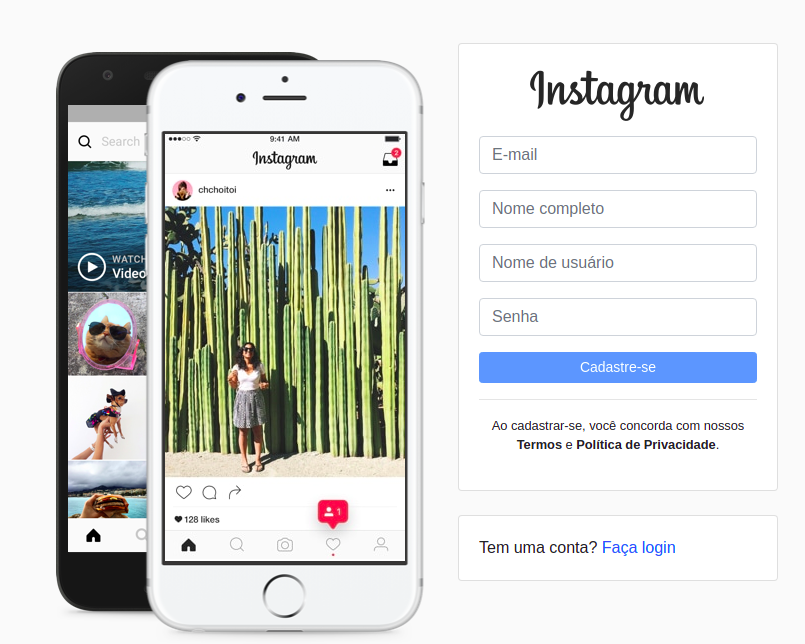 Search
WATCH
Video
9:41 AM
Instagram
2
chchoitoi
1
128 likes
Instagram
E-mail
Nome completo
Nome de usuário
Senha
Cadastre-se
Ao cadastrar-se, você concorda com nossos
Termos e Política de Privacidade.
Tem uma conta? Faça login